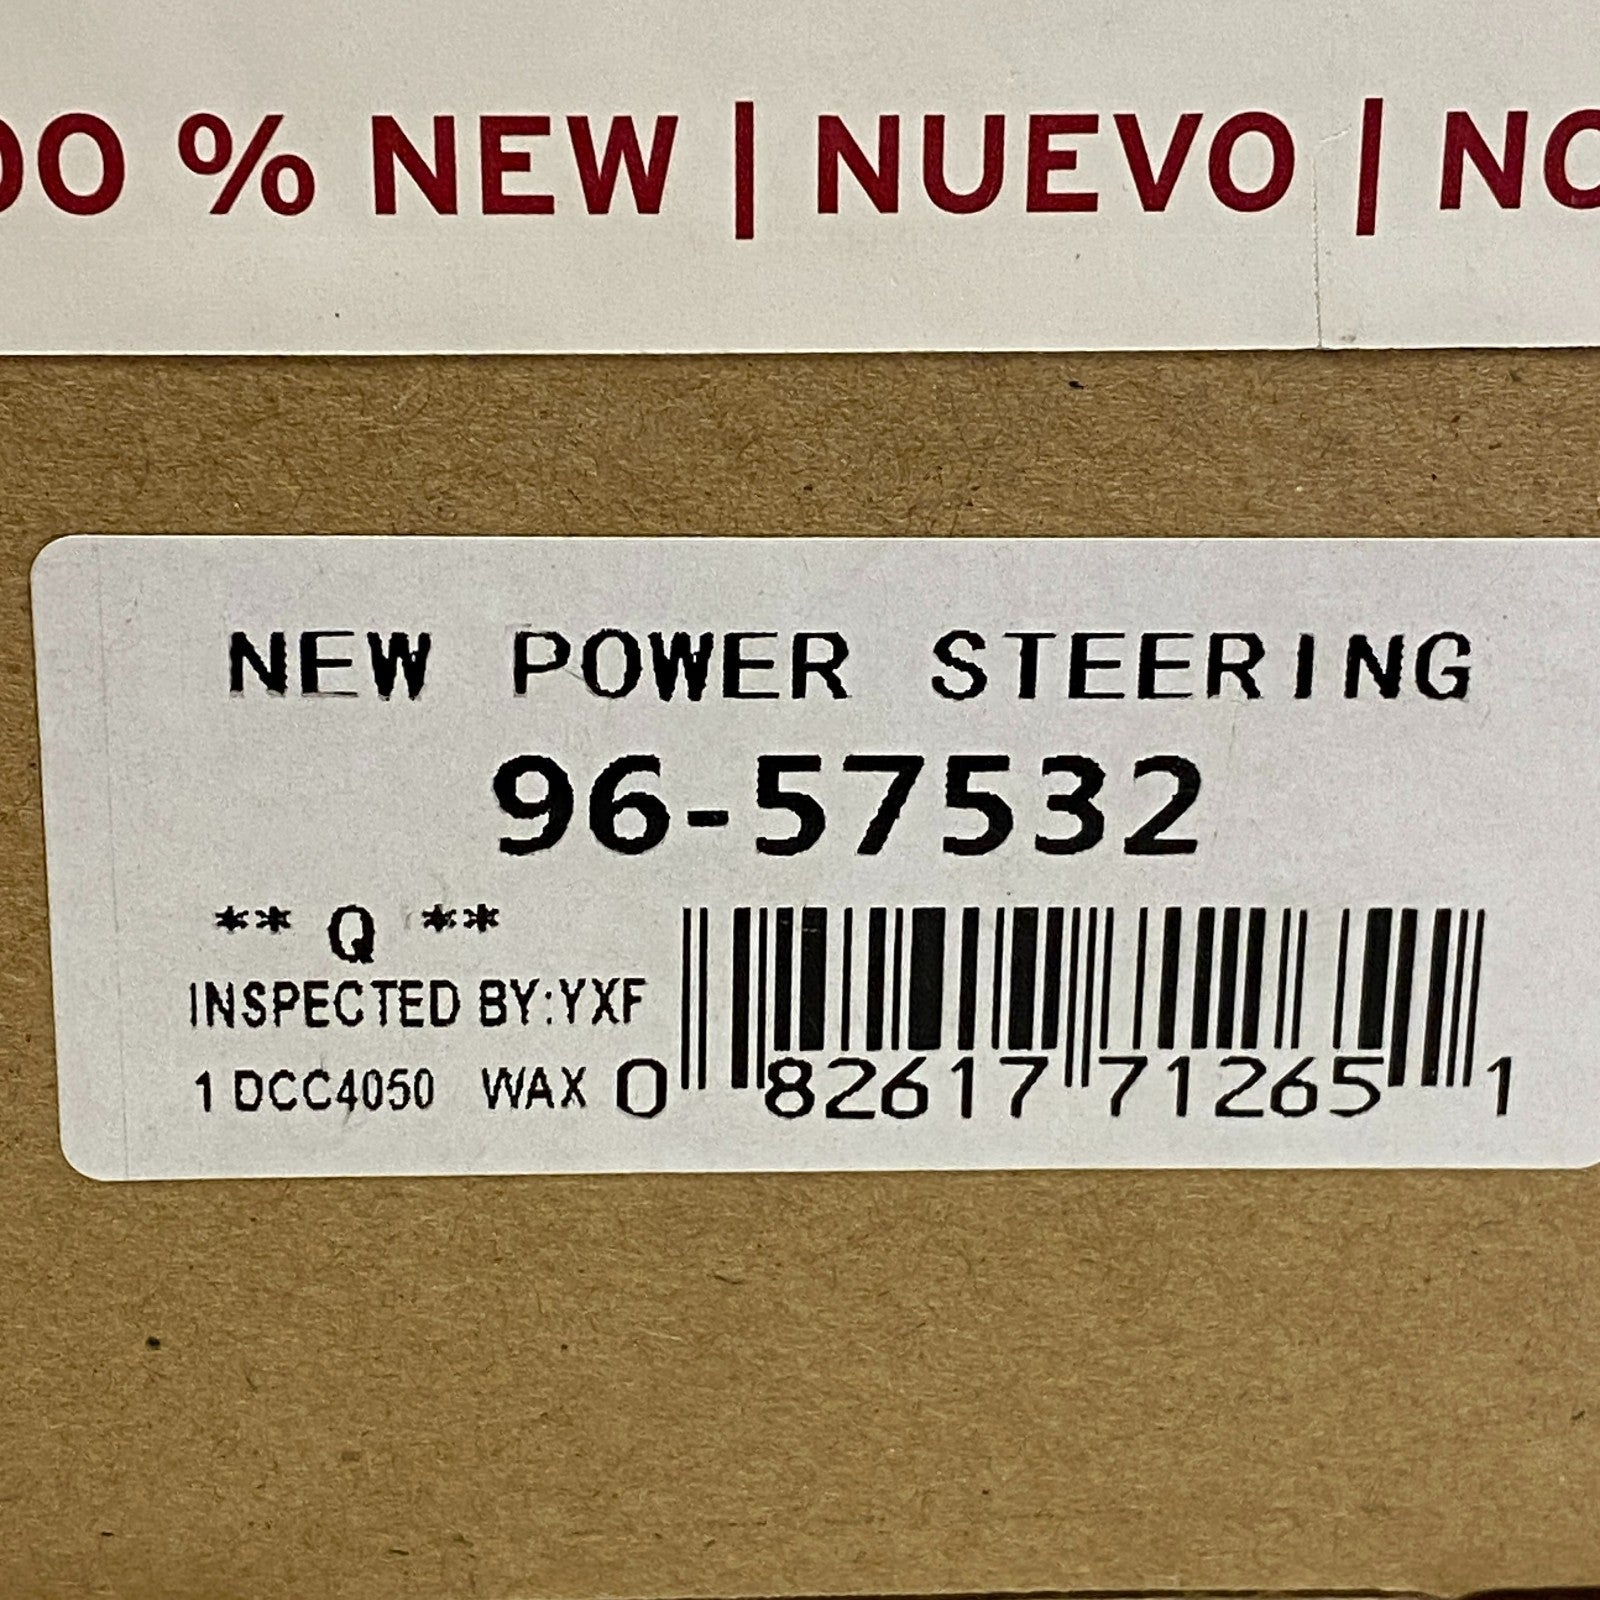 00 % NEW | NUEVO | NO
NEW POWER STEERING
96-57532
** Q **
INSPECTED BY:YXF
1 DCC4050 WAX
0 82617 71265 1